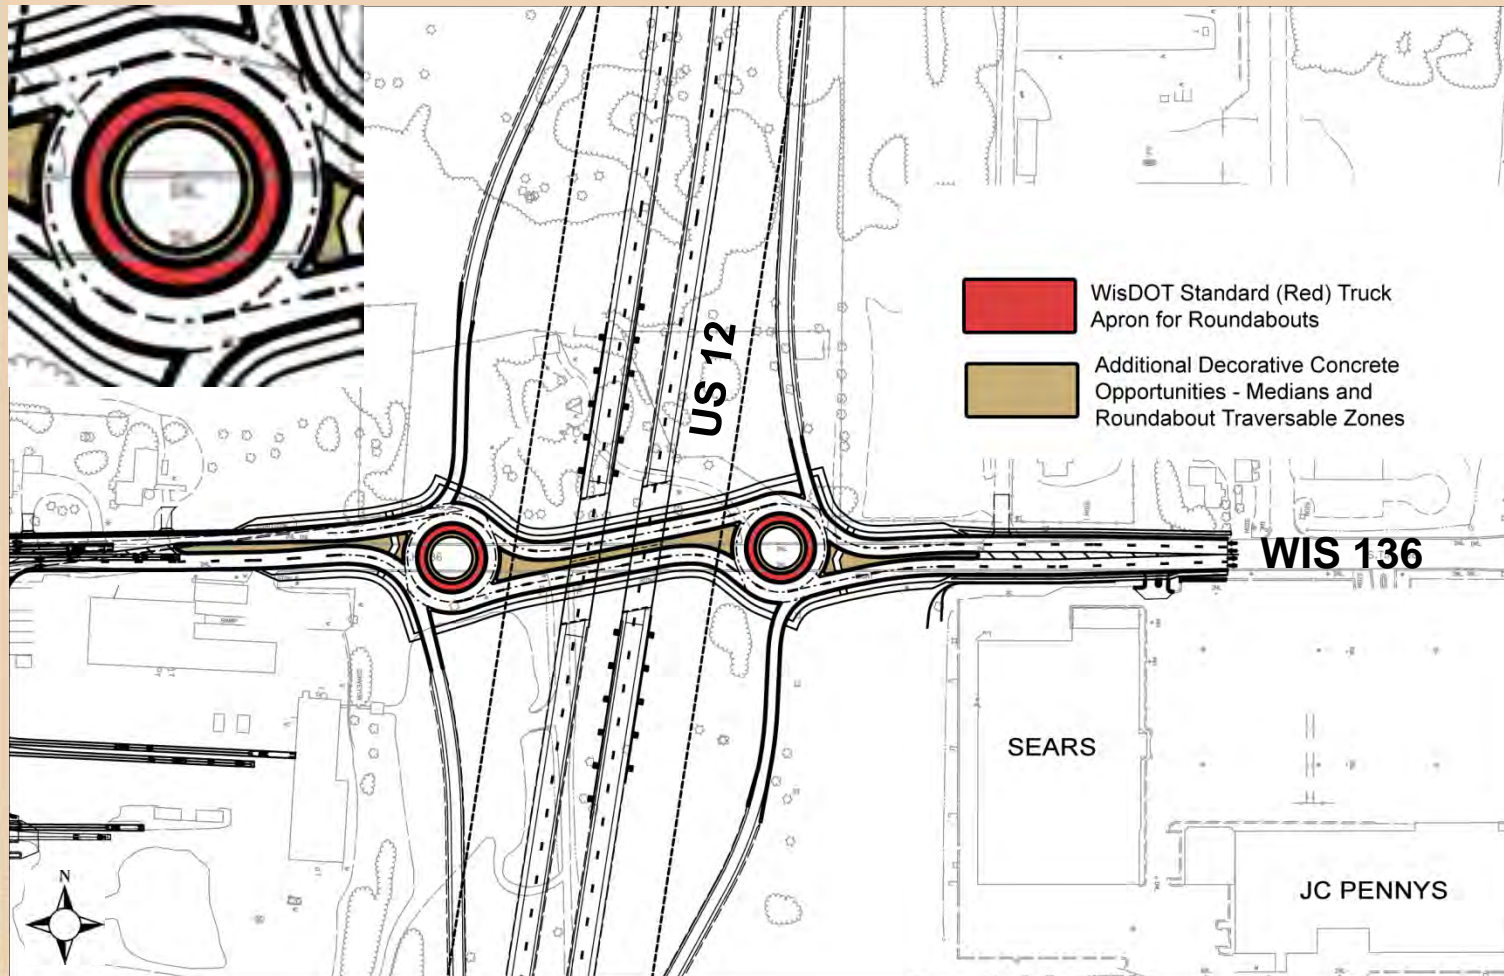 WisDOT Standard (Red) Truck
Apron for Roundabouts
Additional Decorative Concrete
Opportunities - Medians and
Roundabout Traversable Zones
US 12
WIS 136
SEARS
JC PENNYS
N